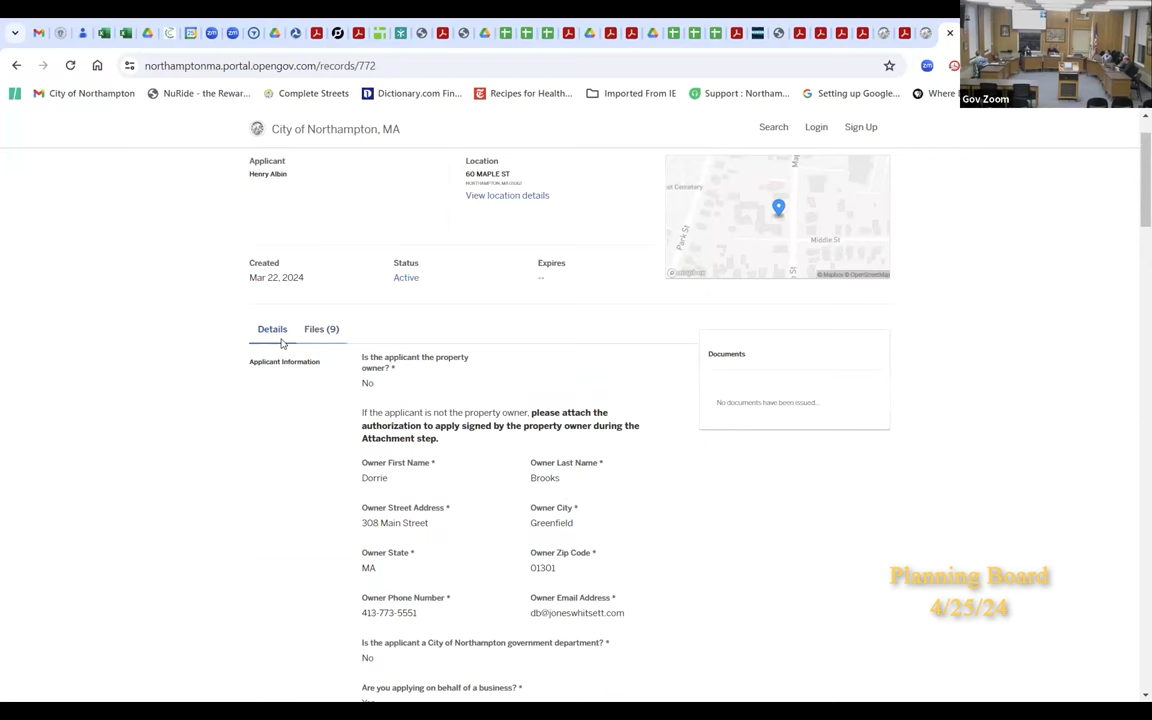 northamptonma.portal.opengov.com/records/772
City of Northampton
NuRide - the Rewar...
Complete Streets
Dictionary.com Fin...
Recipes for Health...
Imported From IE
Support : Northam...
Setting up Google...
Where
Gov Zoom
City of Northampton, MA
Search
Login
Sign Up
Applicant
Henry Albin
Location
60 MAPLE ST
View location details
Park St
Middle St
© Mapbox © OpenStreetMap
Created
Mar 22, 2024
Status
Active
Expires
--
Details
Files (9)
Applicant Information
Is the applicant the property
owner? *
No
If the applicant is not the property owner, please attach the
authorization to apply signed by the property owner during the
Attachment step.
Owner First Name *
Dorrie
Owner Last Name *
Brooks
Owner Street Address *
308 Main Street
Owner City *
Greenfield
Owner State *
MA
Owner Zip Code *
01301
Owner Phone Number *
413-773-5551
Owner Email Address *
db@joneswhitsett.com
Is the applicant a City of Northampton government department? *
No
Are you applying on behalf of a business? *
Documents
No documents have been issued...
Planning Board
4/25/24